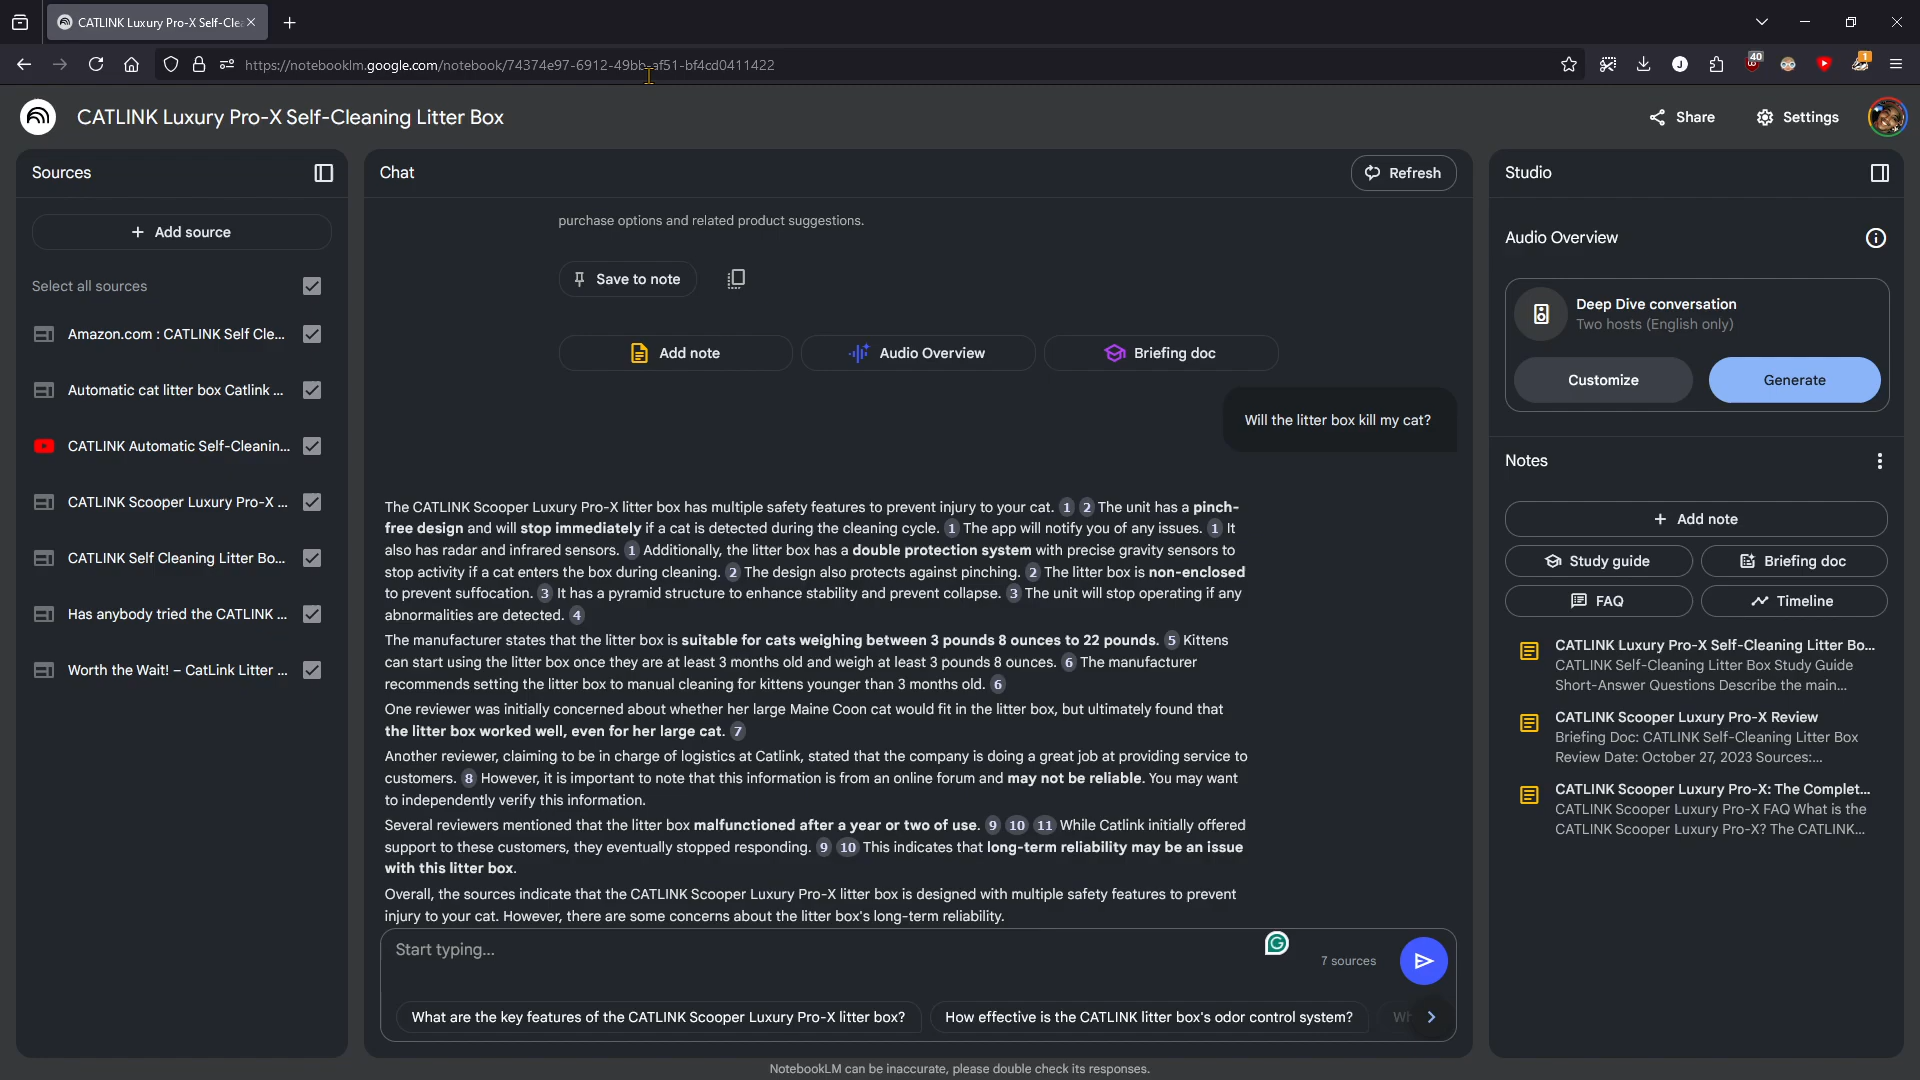 CATLINK Luxury Pro-X Self-Cle
https://notebooklm.google.com/notebook/74374e97-6912-49bb-af51-bf4cd0411422
40
1
CATLINK Luxury Pro-X Self-Cleaning Litter Box
Share
Settings
Sources
Add source
Select all sources
Amazon.com : CATLINK Self Cle...
Automatic cat litter box Catlink ...
CATLINK Automatic Self-Cleanin...
CATLINK Scooper Luxury Pro-X ...
CATLINK Self Cleaning Litter Bo...
Has anybody tried the CATLINK ...
Worth the Wait! – CatLink Litter ...
Chat
Refresh
purchase options and related product suggestions.
Save to note
Add note
Audio Overview
Briefing doc
Will the litter box kill my cat?
The CATLINK Scooper Luxury Pro-X litter box has multiple safety features to prevent injury to your cat. 1 2 The unit has a pinch-
free design and will stop immediately if a cat is detected during the cleaning cycle. 1 The app will notify you of any issues. 1 It
also has radar and infrared sensors. 1 Additionally, the litter box has a double protection system with precise gravity sensors to
stop activity if a cat enters the box during cleaning. 2 The design also protects against pinching. 2 The litter box is non-enclosed
to prevent suffocation. 3 It has a pyramid structure to enhance stability and prevent collapse. 3 The unit will stop operating if any
abnormalities are detected. 4
The manufacturer states that the litter box is suitable for cats weighing between 3 pounds 8 ounces to 22 pounds. 5 Kittens
can start using the litter box once they are at least 3 months old and weigh at least 3 pounds 8 ounces. 6 The manufacturer
recommends setting the litter box to manual cleaning for kittens younger than 3 months old. 6
One reviewer was initially concerned about whether her large Maine Coon cat would fit in the litter box, but ultimately found that
the litter box worked well, even for her large cat. 7
Another reviewer, claiming to be in charge of logistics at Catlink, stated that the company is doing a great job at providing service to
customers. 8 However, it is important to note that this information is from an online forum and may not be reliable. You may want
to independently verify this information.
Several reviewers mentioned that the litter box malfunctioned after a year or two of use. 9 10 11 While Catlink initially offered
support to these customers, they eventually stopped responding. 9 10 This indicates that long-term reliability may be an issue
with this litter box.
Overall, the sources indicate that the CATLINK Scooper Luxury Pro-X litter box is designed with multiple safety features to prevent
injury to your cat. However, there are some concerns about the litter box's long-term reliability.
Start typing...
7 sources
What are the key features of the CATLINK Scooper Luxury Pro-X litter box?
How effective is the CATLINK litter box's odor control system?
NotebookLM can be inaccurate, please double check its responses.
Studio
Audio Overview
Deep Dive conversation
Two hosts (English only)
Customize
Generate
Notes
Add note
Study guide
Briefing doc
FAQ
Timeline
CATLINK Luxury Pro-X Self-Cleaning Litter Bo...
CATLINK Self-Cleaning Litter Box Study Guide
Short-Answer Questions Describe the main...
CATLINK Scooper Luxury Pro-X Review
Briefing Doc: CATLINK Self-Cleaning Litter Box
Review Date: October 27, 2023 Sources:...
CATLINK Scooper Luxury Pro-X: The Complet...
CATLINK Scooper Luxury Pro-X FAQ What is the
CATLINK Scooper Luxury Pro-X? The CATLINK...